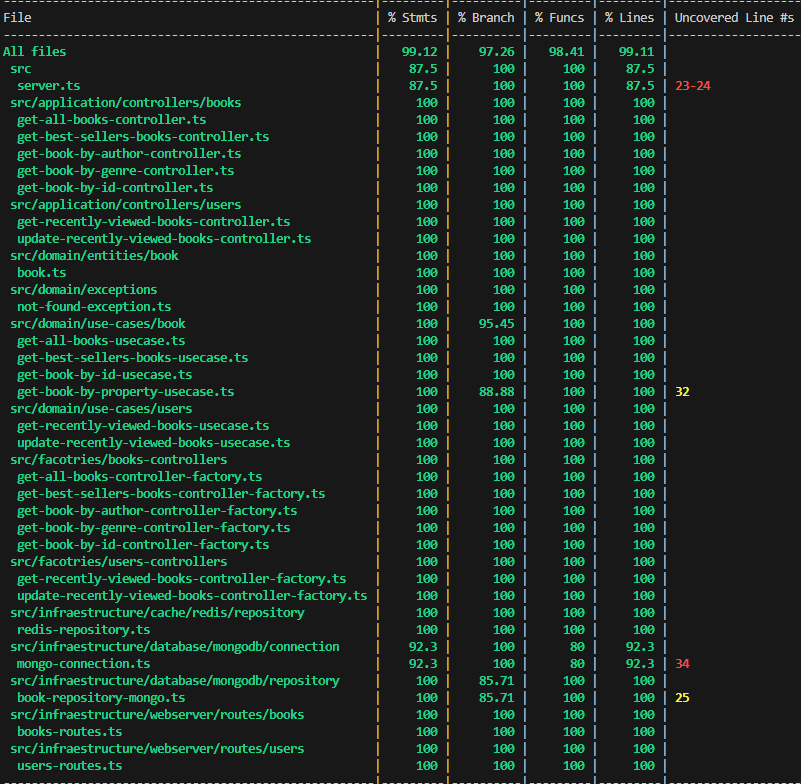 File | % Stmts | % Branch | % Funcs | % Lines | Uncovered Line #s
All files | 99.12 | 97.26 | 98.41 | 99.11 |
src | 87.5 | 100 | 100 | 87.5 |
server.ts | 87.5 | 100 | 100 | 87.5 | 23-24
src/application/controllers/books | 100 | 100 | 100 | 100 |
get-all-books-controller.ts | 100 | 100 | 100 | 100 |
get-best-sellers-books-controller.ts | 100 | 100 | 100 | 100 |
get-book-by-author-controller.ts | 100 | 100 | 100 | 100 |
get-book-by-genre-controller.ts | 100 | 100 | 100 | 100 |
get-book-by-id-controller.ts | 100 | 100 | 100 | 100 |
src/application/controllers/users | 100 | 100 | 100 | 100 |
get-recently-viewed-books-controller.ts | 100 | 100 | 100 | 100 |
update-recently-viewed-books-controller.ts | 100 | 100 | 100 | 100 |
src/domain/entities/book | 100 | 100 | 100 | 100 |
book.ts | 100 | 100 | 100 | 100 |
src/domain/exceptions | 100 | 100 | 100 | 100 |
not-found-exception.ts | 100 | 100 | 100 | 100 |
src/domain/use-cases/book | 100 | 95.45 | 100 | 100 |
get-all-books-usecase.ts | 100 | 100 | 100 | 100 |
get-best-sellers-books-usecase.ts | 100 | 100 | 100 | 100 |
get-book-by-id-usecase.ts | 100 | 100 | 100 | 100 |
get-book-by-property-usecase.ts | 100 | 88.88 | 100 | 100 | 32
src/domain/use-cases/users | 100 | 100 | 100 | 100 |
get-recently-viewed-books-usecase.ts | 100 | 100 | 100 | 100 |
update-recently-viewed-books-usecase.ts | 100 | 100 | 100 | 100 |
src/facotries/books-controllers | 100 | 100 | 100 | 100 |
get-all-books-controller-factory.ts | 100 | 100 | 100 | 100 |
get-best-sellers-books-controller-factory.ts | 100 | 100 | 100 | 100 |
get-book-by-author-controller-factory.ts | 100 | 100 | 100 | 100 |
get-book-by-genre-controller-factory.ts | 100 | 100 | 100 | 100 |
get-book-by-id-controller-factory.ts | 100 | 100 | 100 | 100 |
src/facotries/users-controllers | 100 | 100 | 100 | 100 |
get-recently-viewed-books-controller-factory.ts | 100 | 100 | 100 | 100 |
update-recently-viewed-books-controller-factory.ts | 100 | 100 | 100 | 100 |
src/infraestructure/cache/redis/repository | 100 | 100 | 100 | 100 |
redis-repository.ts | 100 | 100 | 100 | 100 |
src/infraestructure/database/mongodb/connection | 92.3 | 100 | 80 | 92.3 |
mongo-connection.ts | 92.3 | 100 | 80 | 92.3 | 34
src/infraestructure/database/mongodb/repository | 100 | 85.71 | 100 | 100 |
book-repository-mongo.ts | 100 | 85.71 | 100 | 100 | 25
src/infraestructure/webserver/routes/books | 100 | 100 | 100 | 100 |
books-routes.ts | 100 | 100 | 100 | 100 |
src/infraestructure/webserver/routes/users | 100 | 100 | 100 | 100 |
users-routes.ts | 100 | 100 | 100 | 100 |